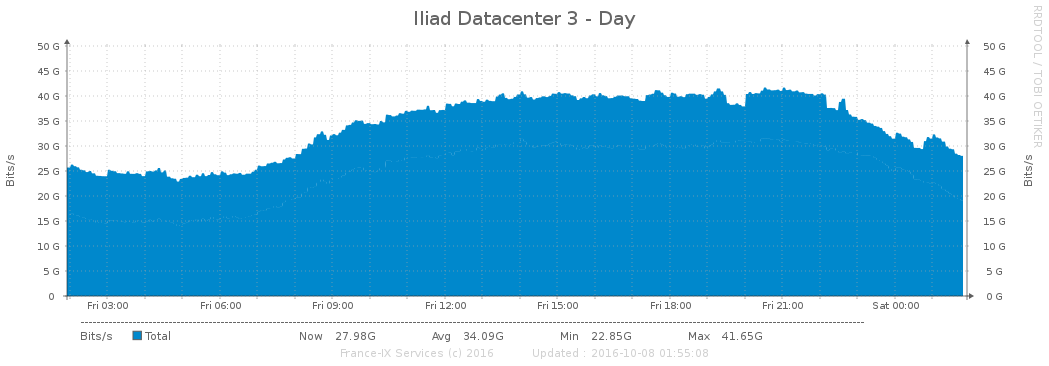 Iliad Datacenter 3 - Day
RRDTOOL / TOBI OETIKER
50 G 50 G
45 G 45 G
40 G 40 G
35 G 35 G
30 G 30 G
25 G 25 G
20 G 20 G
15 G 15 G
10 G 10 G
5 G 5 G
0 0 G
Bits/s Bits/s
Fri 03:00 Fri 06:00 Fri 09:00 Fri 12:00 Fri 15:00 Fri 18:00 Fri 21:00 Sat 00:00
Bits/s Total Now 27.98G Avg 34.09G Min 22.85G Max 41.65G
France-IX Services (c) 2016 Updated : 2016-10-08 01:55:08